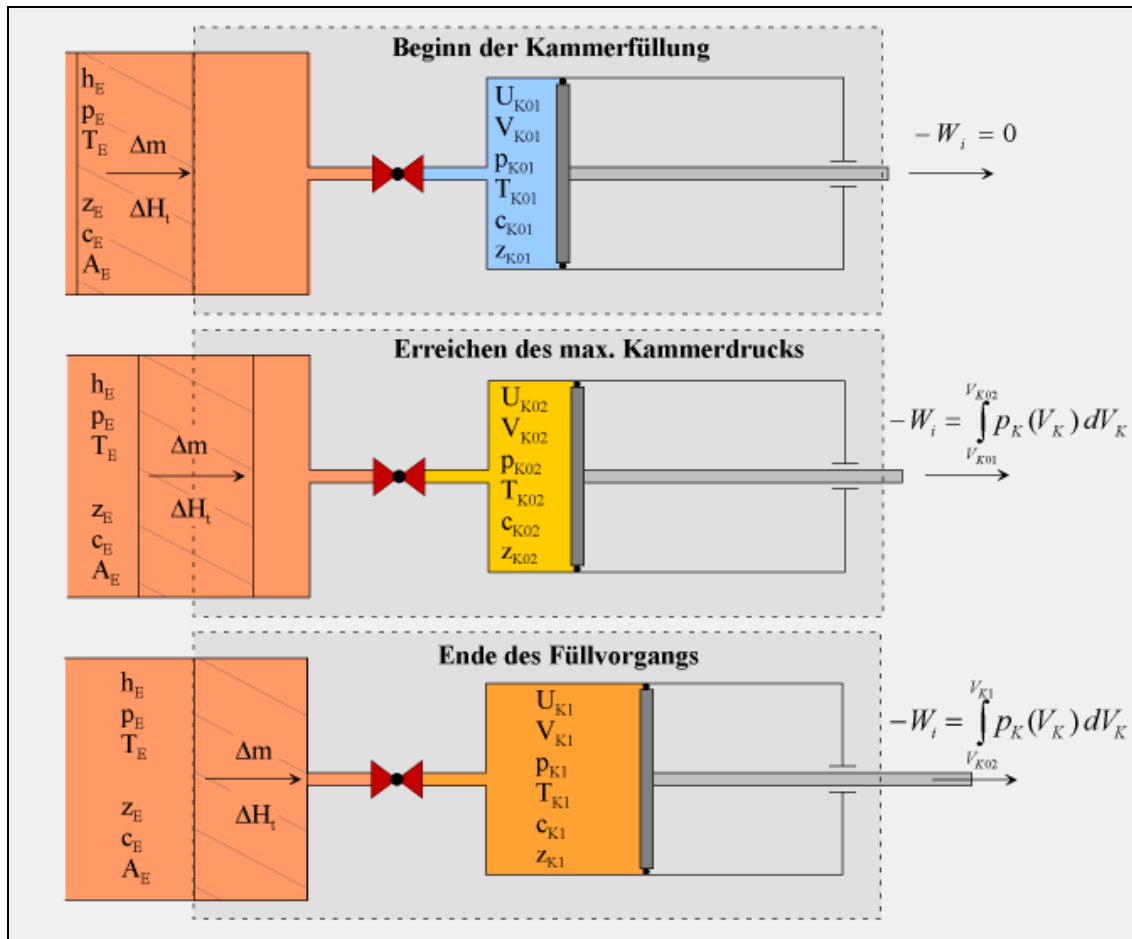 Beginn der Kammerfüllung
h_E
p_E
T_E
Δm
ΔH_t
z_E
c_E
A_E
U_K01
V_K01
p_K01
T_K01
c_K01
z_K01
-W_i = 0
Erreichen des max. Kammerdrucks
h_E
p_E
T_E
Δm
ΔH_t
z_E
c_E
A_E
U_K02
V_K02
p_K02
T_K02
c_K02
z_K02
-W_i = ∫_{V_K01}^{V_K02} p_K(V_K) dV_K
Ende des Füllvorgangs
h_E
p_E
T_E
Δm
ΔH_t
z_E
c_E
A_E
U_K1
V_K1
p_K1
T_K1
c_K1
z_K1
-W_i = ∫_{V_K02}^{V_K1} p_K(V_K) dV_K